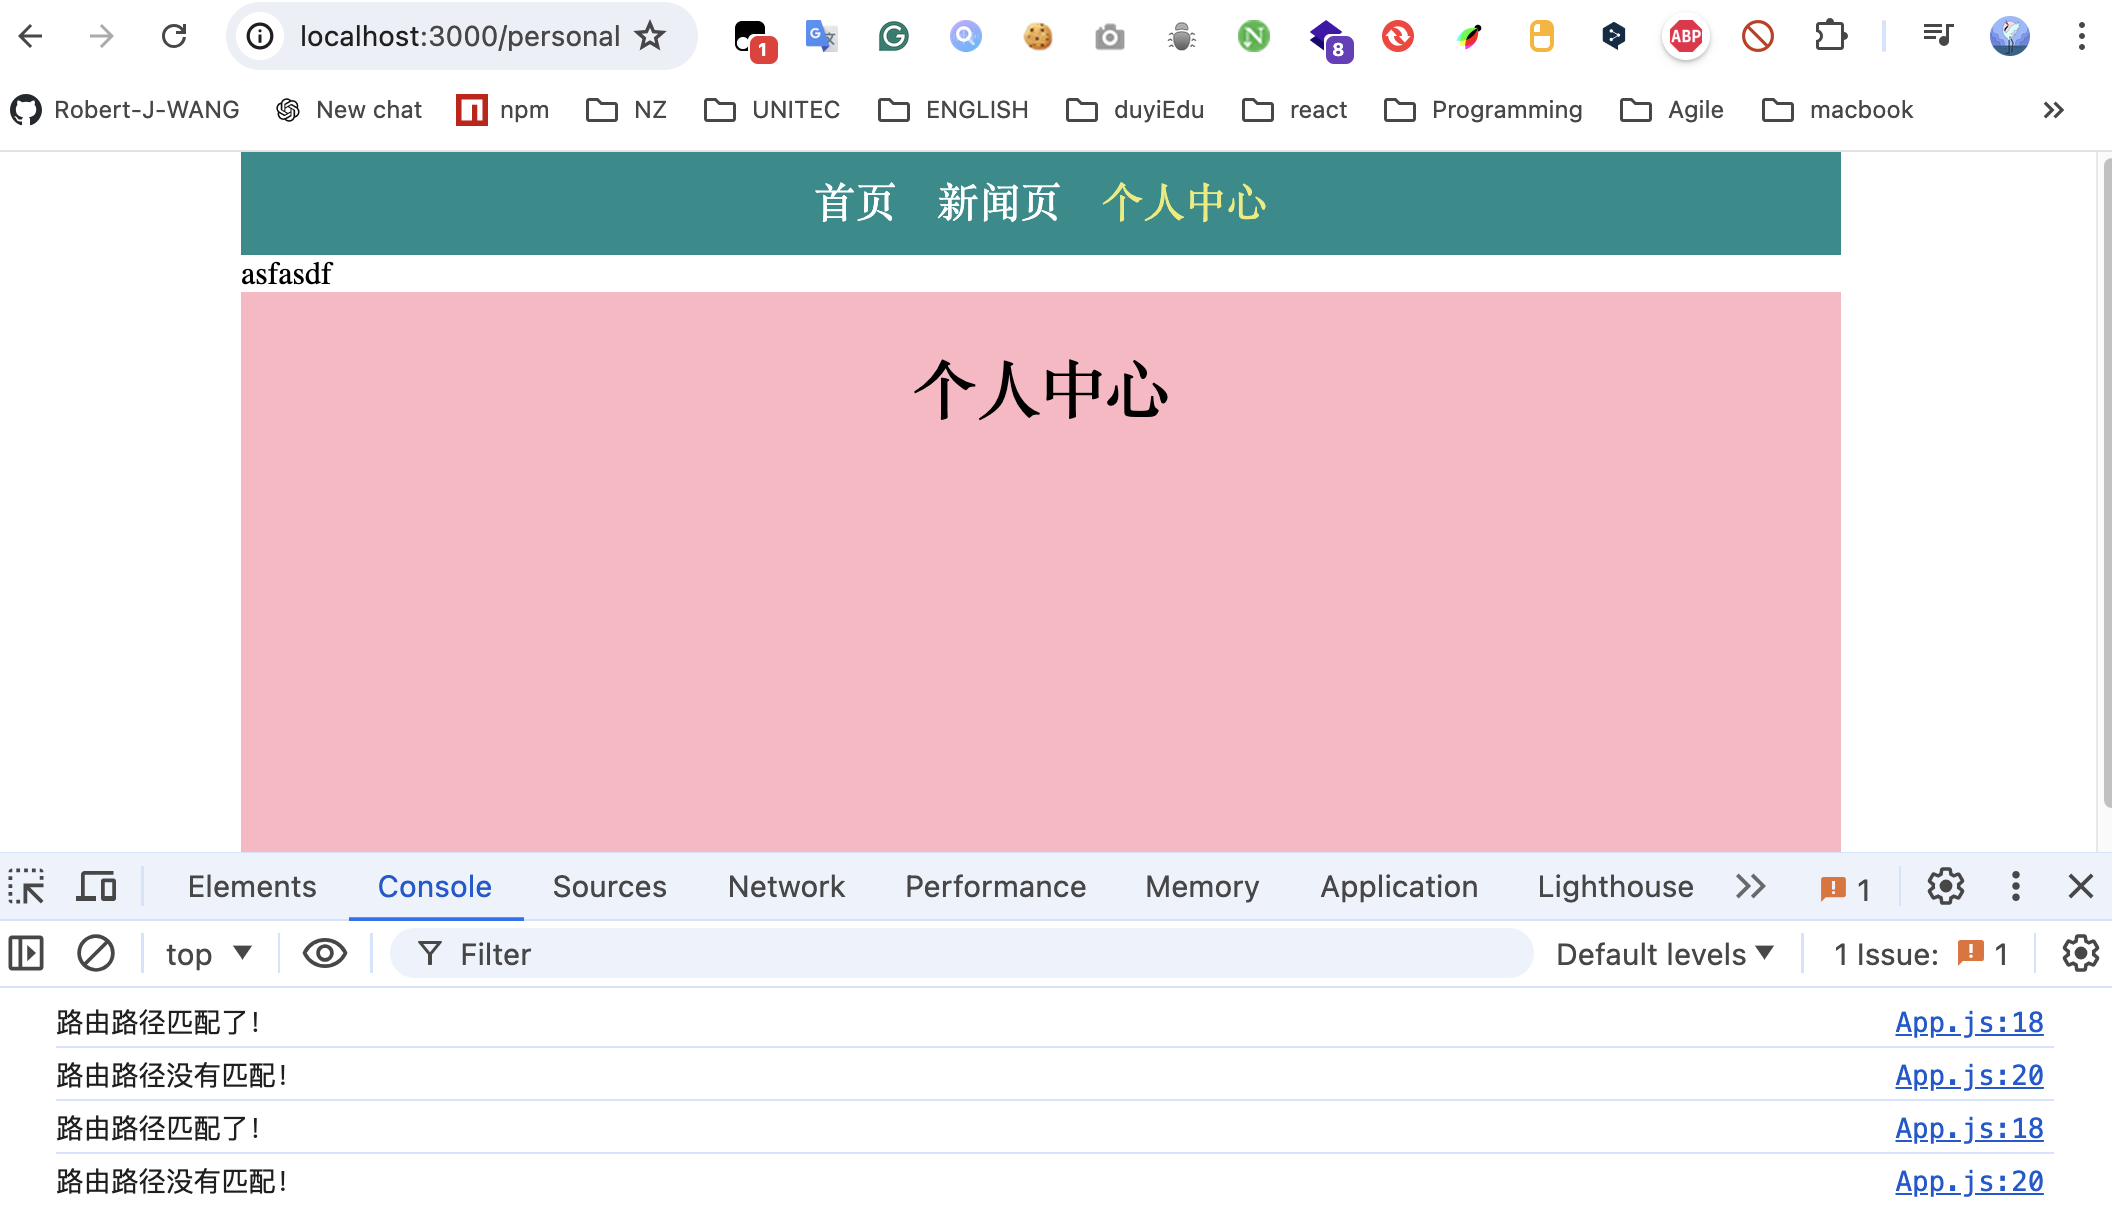 localhost:3000/personal 1 G 8 ABP
Robert-J-WANG New chat npm NZ UNITEC ENGLISH duyiEdu react Programming Agile macbook
首页 新闻页 个人中心
asfasdf
个人中心
Elements Console Sources Network Performance Memory Application Lighthouse 1
top Filter Default levels 1 Issue: 1
路由路径匹配了! App.js:18
路由路径没有匹配! App.js:20
路由路径匹配了! App.js:18
路由路径没有匹配! App.js:20